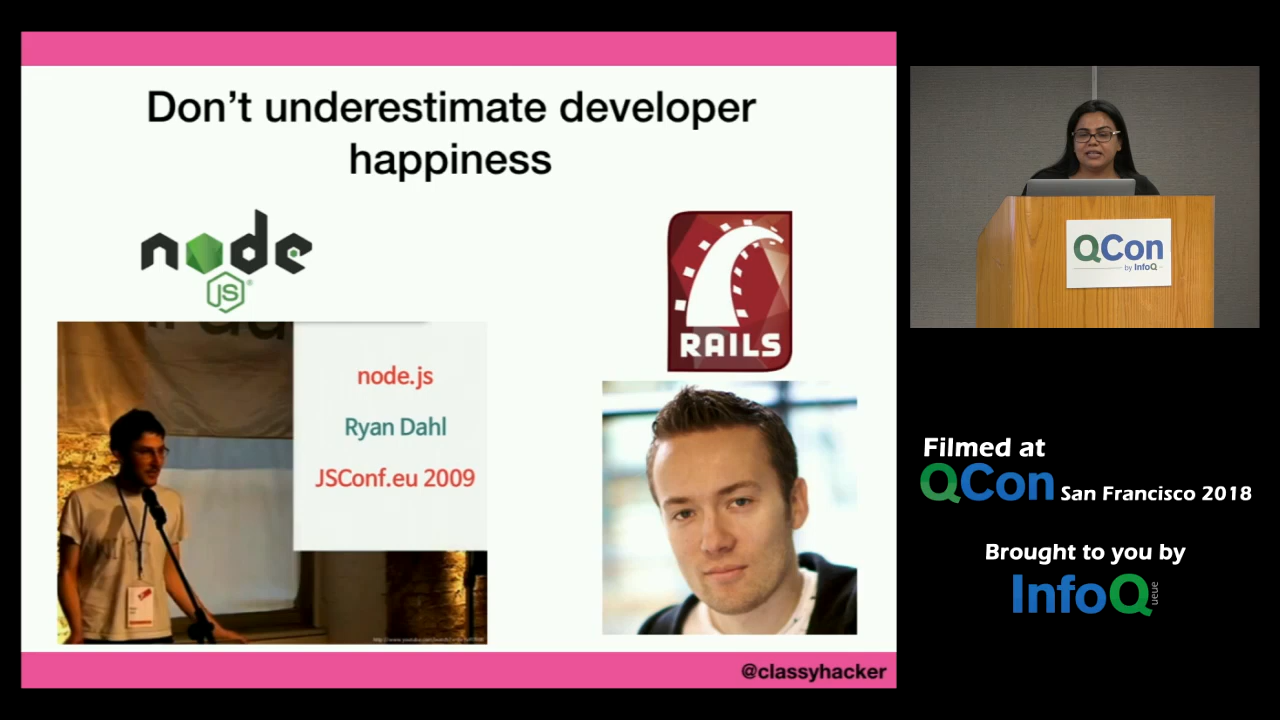 Don't underestimate developer
happiness
node
JS
RAILS
node.js
Ryan Dahl
JSConf.eu 2009
@classyhacker
QCon
by InfoQ
Filmed at
QCon San Francisco 2018
Brought to you by
InfoQ
ueue